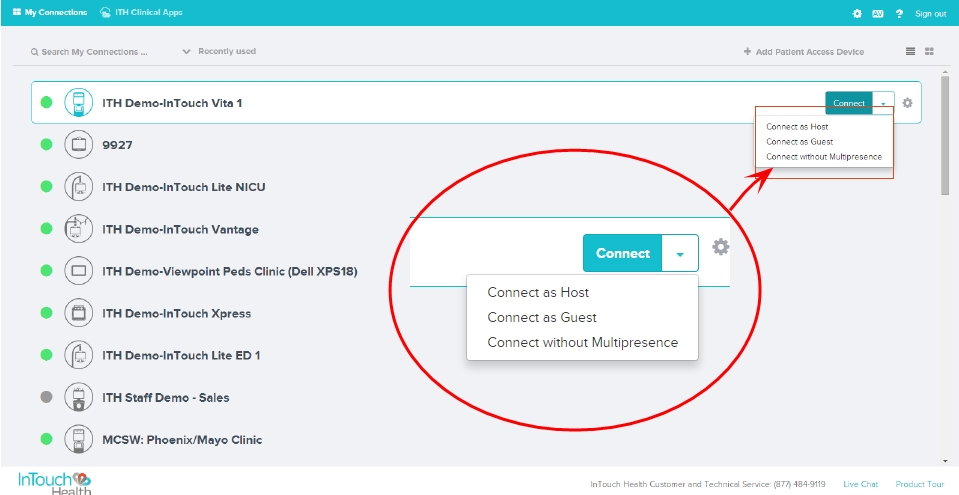 My Connections ITH Clinical Apps AV ? Sign out
Search My Connections ... Recently used + Add Patient Access Device
ITH Demo-InTouch Vita 1 Connect
Connect as Host
Connect as Guest
Connect without Multipresence
9927
ITH Demo-InTouch Lite NICU
ITH Demo-InTouch Vantage
ITH Demo-Viewpoint Peds Clinic (Dell XPS18)
ITH Demo-InTouch Xpress
ITH Demo-InTouch Lite ED 1
ITH Staff Demo - Sales
MCSW: Phoenix/Mayo Clinic
Connect
Connect as Host
Connect as Guest
Connect without Multipresence
InTouch
Health
InTouch Health Customer and Technical Service: (877) 484-9119 Live Chat Product Tour